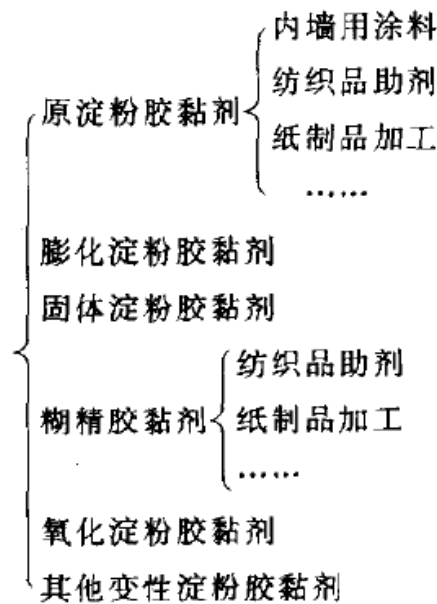 内墙用涂料
纺织品助剂
原淀粉胶黏剂
纸制品加工
……
膨化淀粉胶黏剂
固体淀粉胶黏剂
纺织品助剂
糊精胶黏剂
纸制品加工
……
氧化淀粉胶黏剂
其他变性淀粉胶黏剂